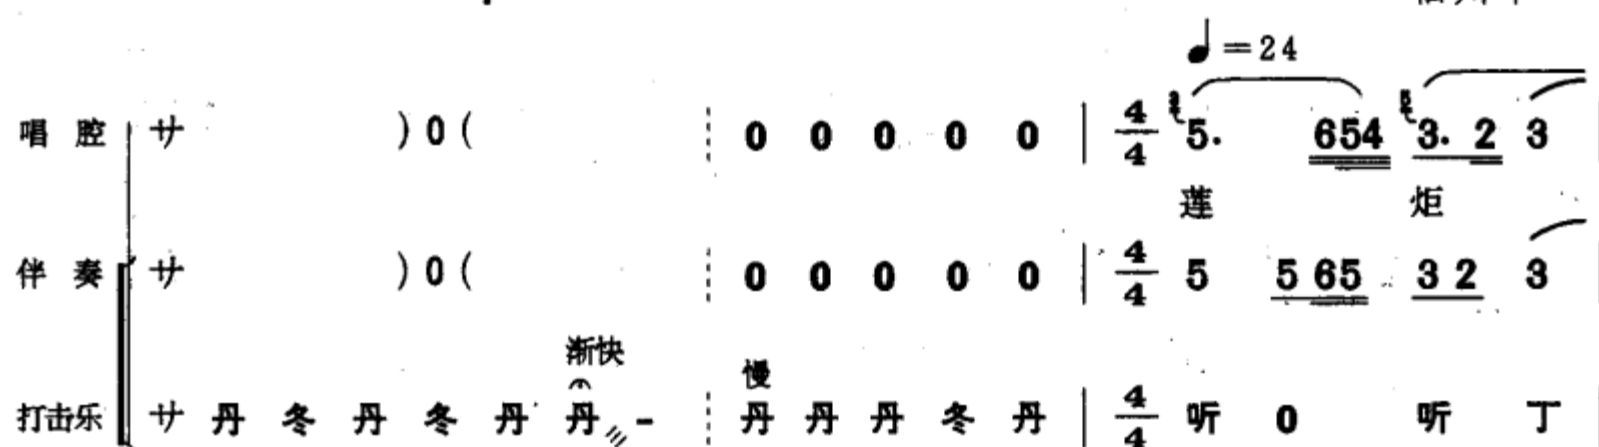 ♩=24
唱 腔 サ )0( 0 0 0 0 0 4/4 5. 654 3. 2 3
莲 炬
伴 奏 サ )0( 0 0 0 0 0 4/4 5 5 65 3 2 3
渐快
慢
打击乐 サ 丹 冬 丹 冬 丹 丹 - 丹 丹 丹 冬 丹 4/4 听 0 听 丁